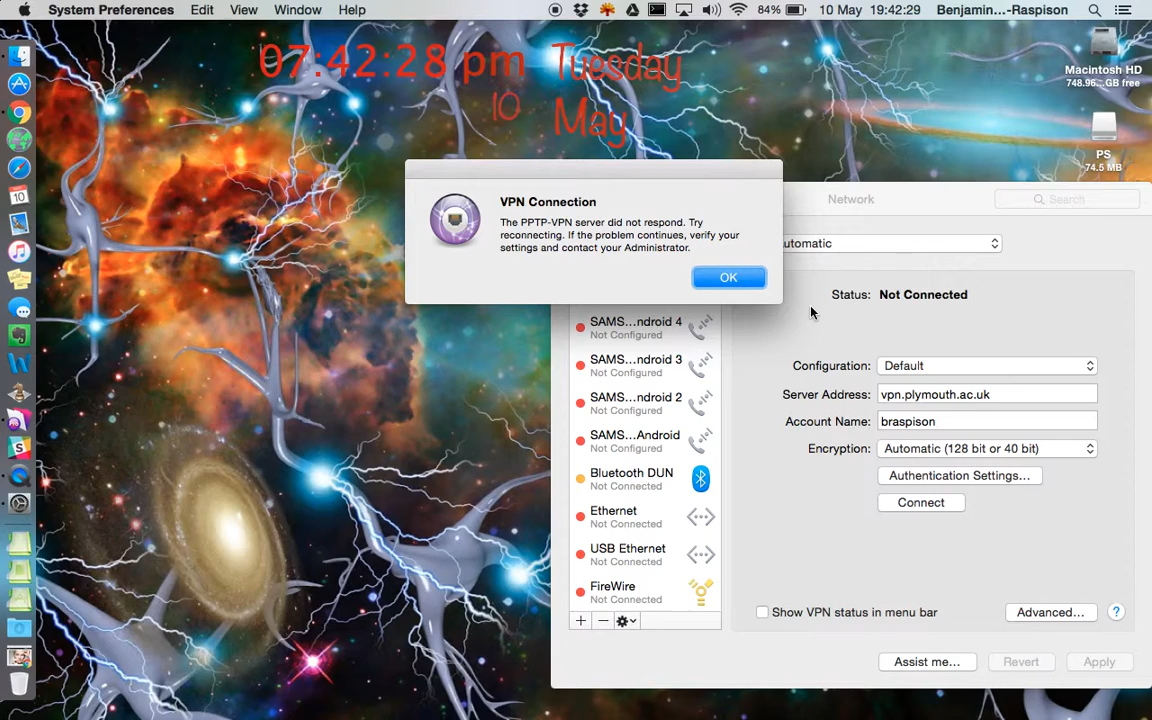 System Preferences Edit View Window Help 84% 10 May 19:42:29 Benjamin...-Raspison
07:42:28 pm Tuesday
10 May
Macintosh HD
748.96...GB free
PS
74.5 MB
VPN Connection
The PPTP-VPN server did not respond. Try
reconnecting. If the problem continues, verify your
settings and contact your Administrator.
OK
Network
Search
utomatic
Status: Not Connected
SAMS...ndroid 4
Not Configured
SAMS...ndroid 3
Not Configured
SAMS...ndroid 2
Not Configured
SAMS...Android
Not Configured
Bluetooth DUN
Not Connected
Ethernet
Not Connected
USB Ethernet
Not Connected
FireWire
Not Connected
Configuration: Default
Server Address: vpn.plymouth.ac.uk
Account Name: braspison
Encryption: Automatic (128 bit or 40 bit)
Authentication Settings...
Connect
Show VPN status in menu bar
Advanced...
?
Assist me...
Revert
Apply